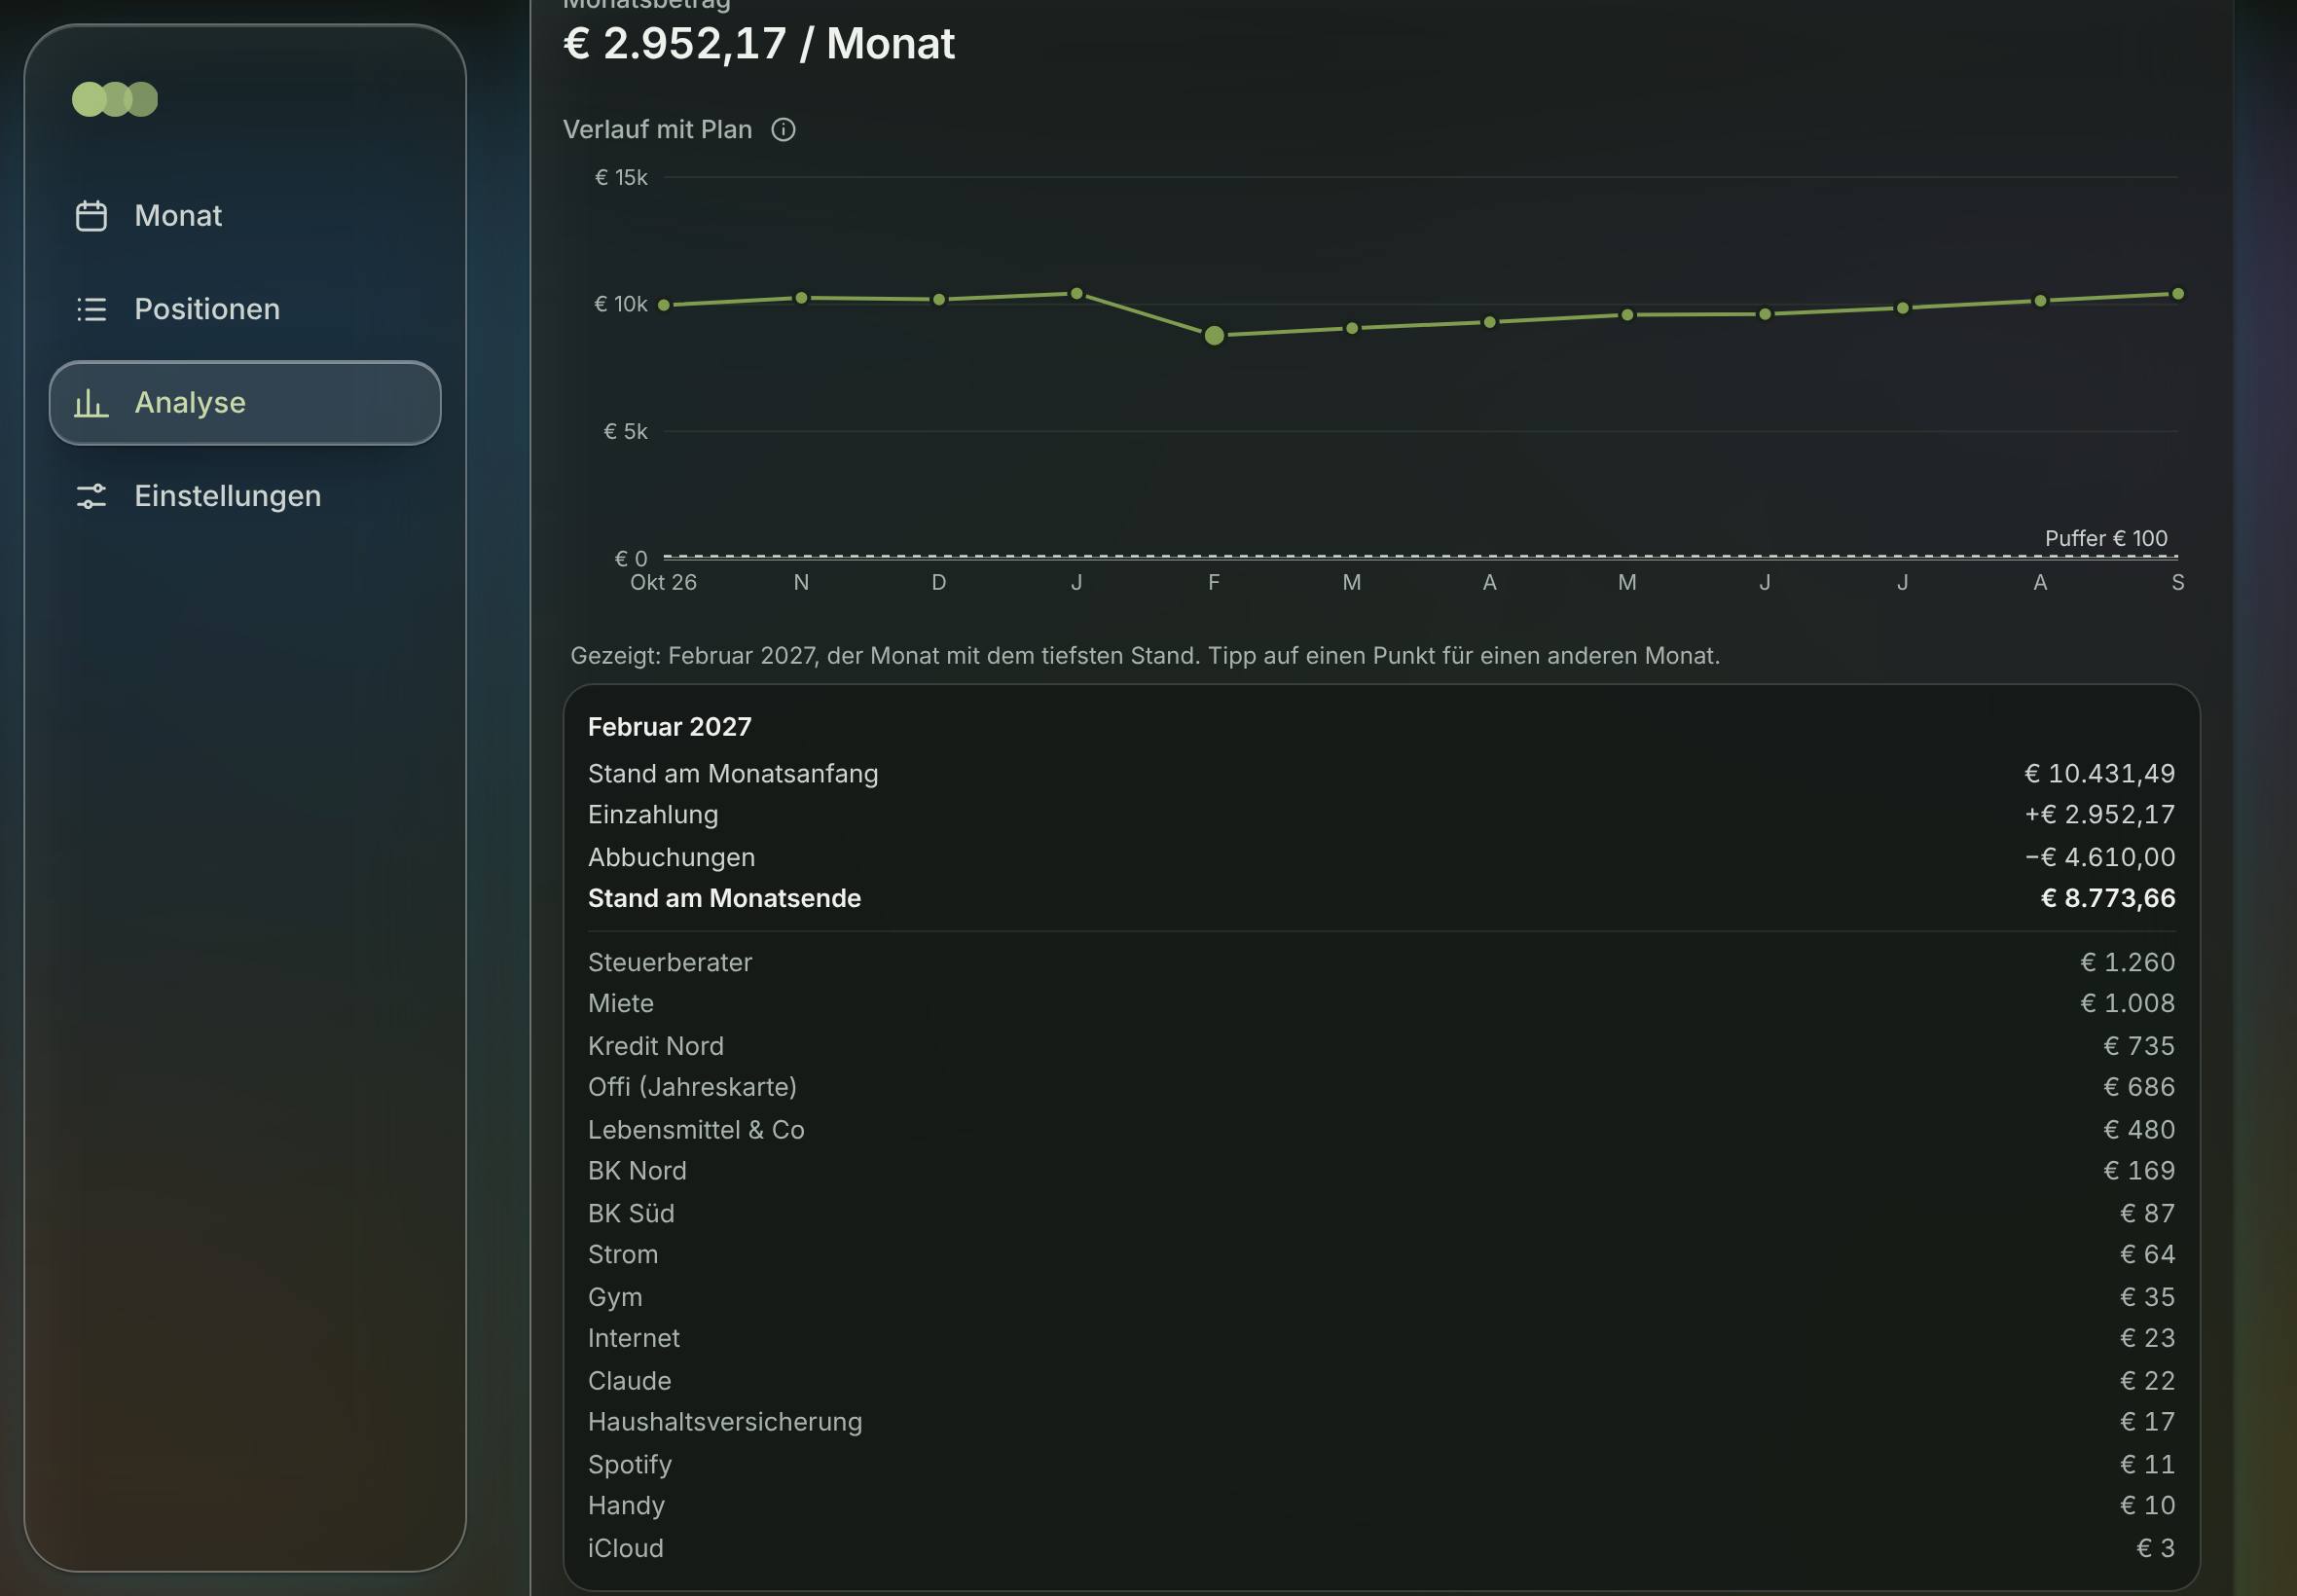 Monatsbetrag
€ 2.952,17 / Monat
Verlauf mit Plan
€ 15k
€ 10k
€ 5k
€ 0
Puffer € 100
Okt 26 N D J F M A M J J A S
Monat
Positionen
Analyse
Einstellungen
Gezeigt: Februar 2027, der Monat mit dem tiefsten Stand. Tipp auf einen Punkt für einen anderen Monat.
Februar 2027
Stand am Monatsanfang € 10.431,49
Einzahlung +€ 2.952,17
Abbuchungen −€ 4.610,00
Stand am Monatsende € 8.773,66
Steuerberater € 1.260
Miete € 1.008
Kredit Nord € 735
Offi (Jahreskarte) € 686
Lebensmittel & Co € 480
BK Nord € 169
BK Süd € 87
Strom € 64
Gym € 35
Internet € 23
Claude € 22
Haushaltsversicherung € 17
Spotify € 11
Handy € 10
iCloud € 3